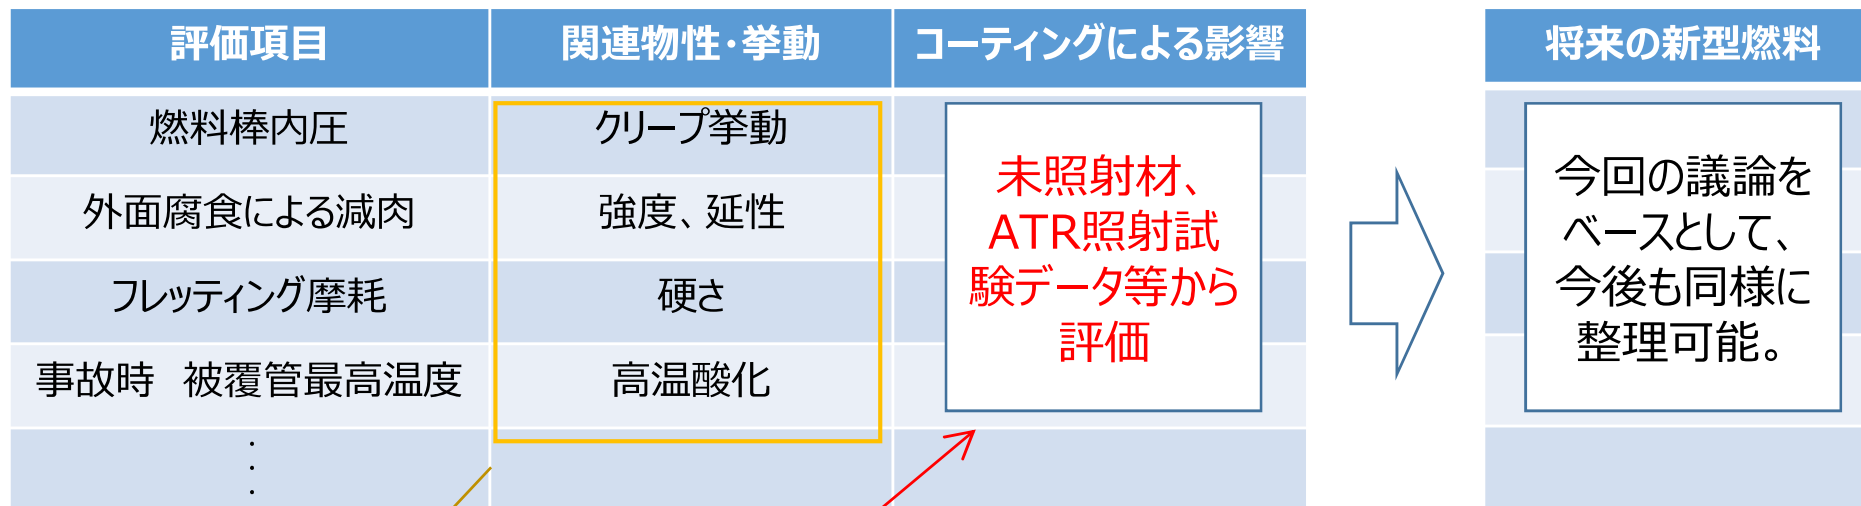 評価項目 関連物性・挙動 コーティングによる影響 将来の新型燃料
燃料棒内圧 クリープ挙動
外面腐食による減肉 強度、延性
フレッティング摩耗 硬さ
事故時　被覆管最高温度 高温酸化
・
・
・
未照射材、
ATR照射試
験データ等から
評価
今回の議論を
ベースとして、
今後も同様に
整理可能。